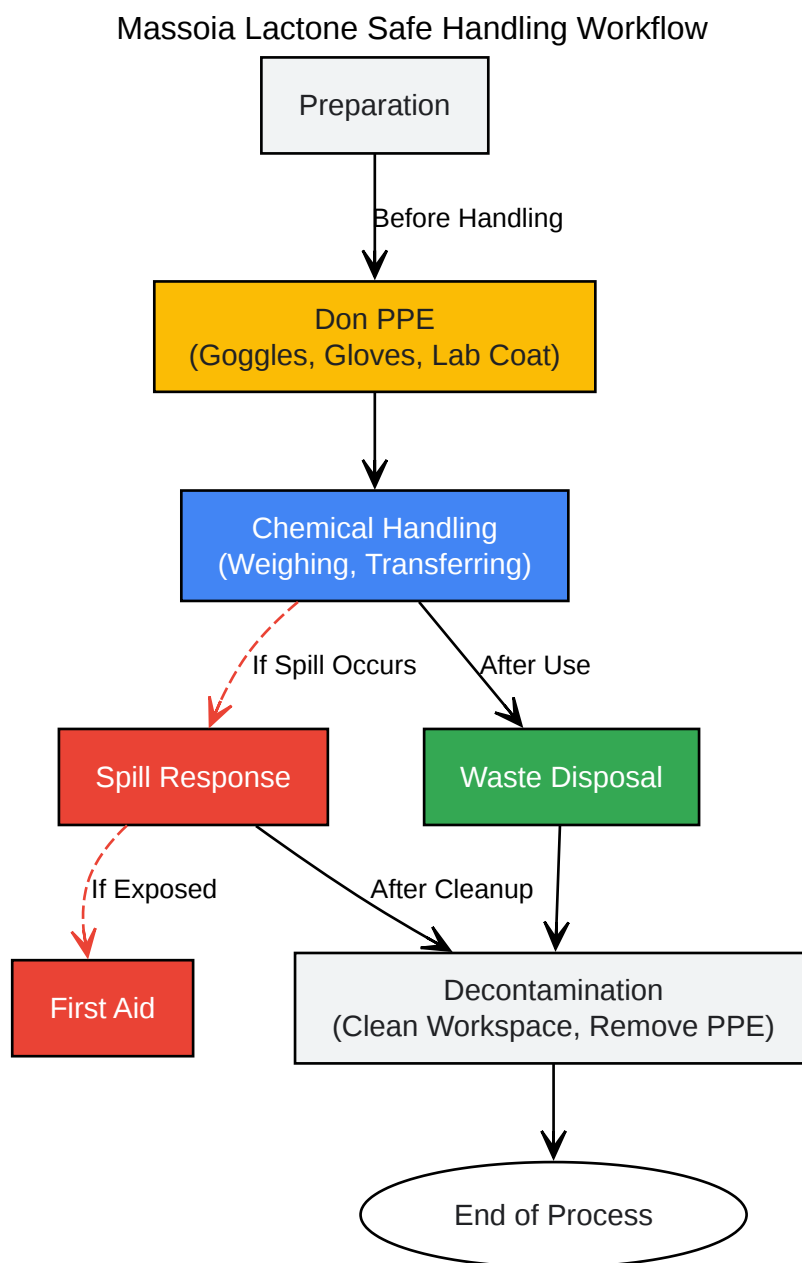 Massoia Lactone Safe Handling Workflow
Preparation
Before Handling
Don PPE
(Goggles, Gloves, Lab Coat)
Chemical Handling
(Weighing, Transferring)
If Spill Occurs
After Use
Spill Response
Waste Disposal
If Exposed
After Cleanup
First Aid
Decontamination
(Clean Workspace, Remove PPE)
End of Process